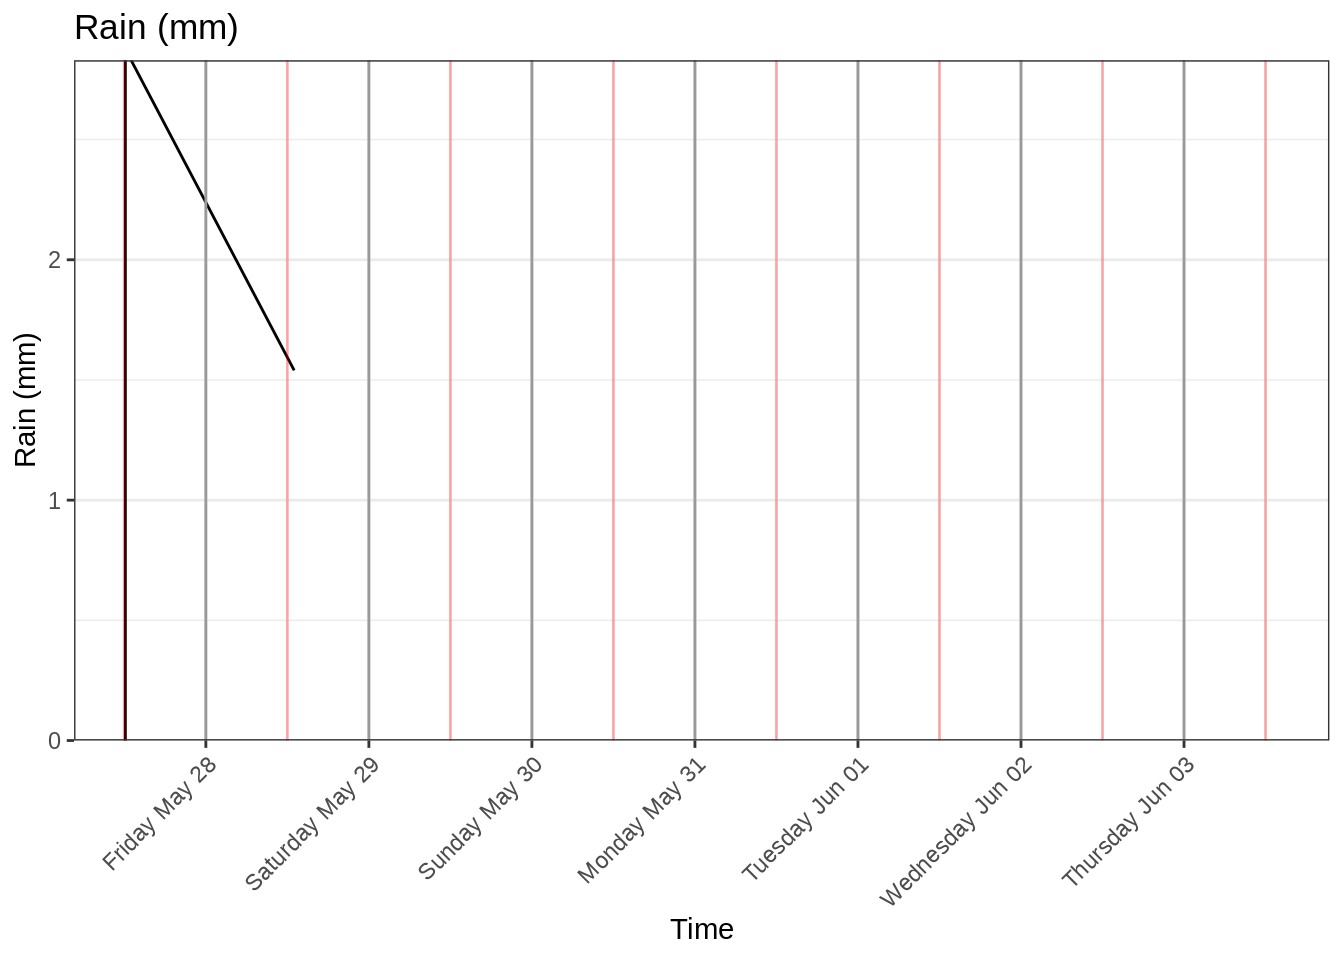 Rain (mm)
Rain (mm)
2
1
0
Friday May 28
Saturday May 29
Sunday May 30
Monday May 31
Tuesday Jun 01
Wednesday Jun 02
Thursday Jun 03
Time